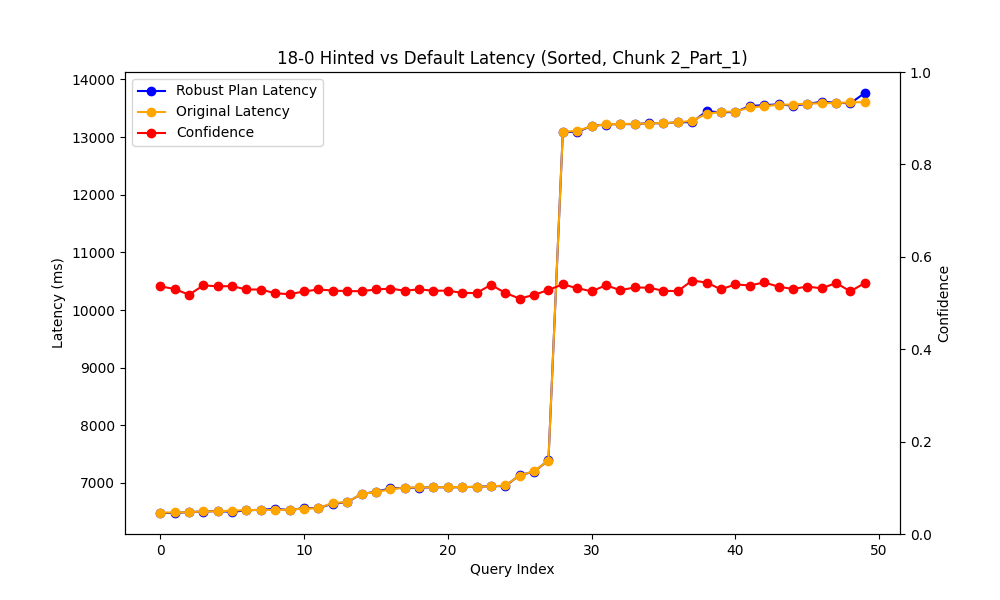 18-0 Hinted vs Default Latency (Sorted, Chunk 2_Part_1)
Robust Plan Latency
Original Latency
Confidence
14000
13000
12000
11000
10000
9000
8000
7000
Latency (ms)
1.0
0.8
0.6
0.4
0.2
0.0
Confidence
0
10
20
30
40
50
Query Index